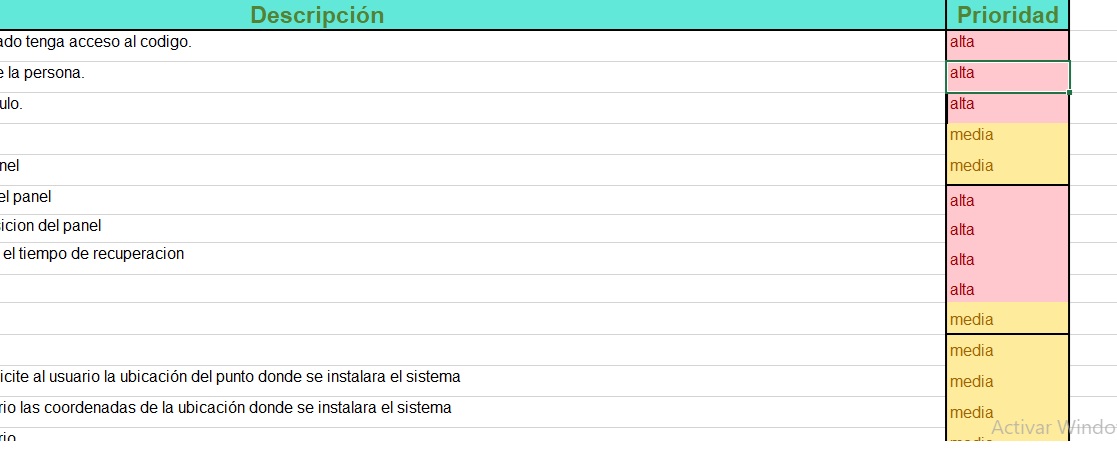 Descripción Prioridad
ado tenga acceso al codigo. alta
e la persona. alta
ulo. alta
media
nel media
el panel alta
icion del panel alta
el tiempo de recuperacion alta
alta
media
media
icite al usuario la ubicación del punto donde se instalara el sistema media
rio las coordenadas de la ubicación donde se instalara el sistema media
Activar Windo
rio